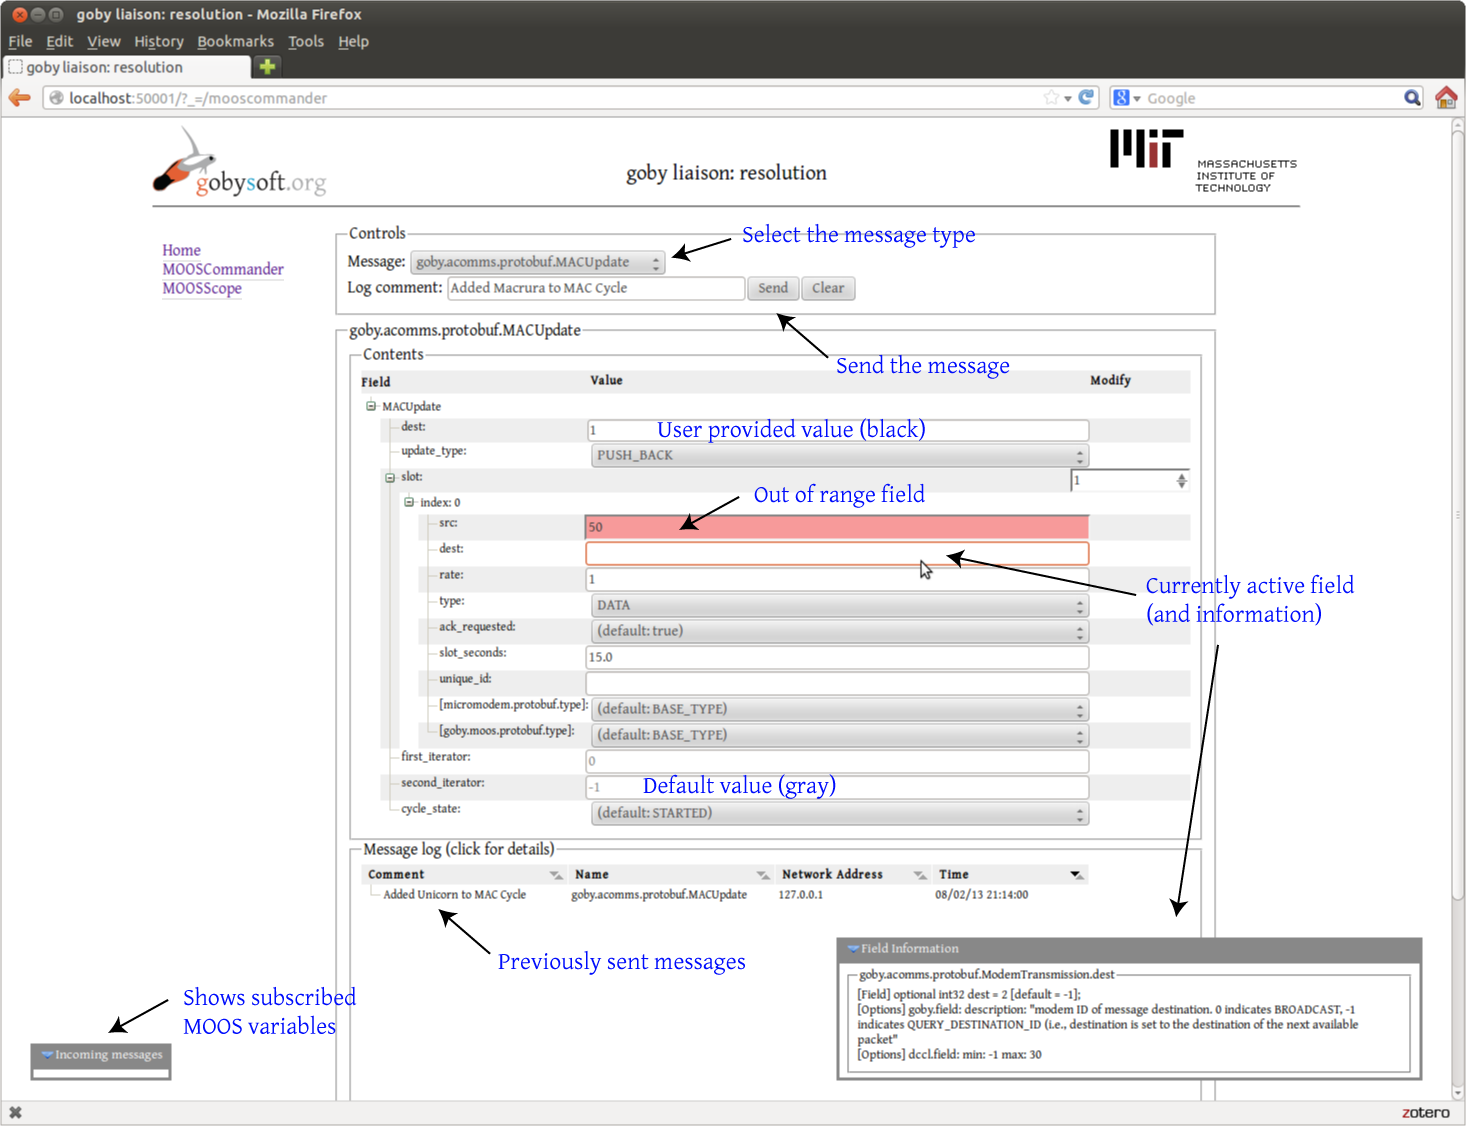 goby liaison: resolution - Mozilla Firefox
File Edit View History Bookmarks Tools Help
goby liaison: resolution
localhost:50001/?_=/mooscommander
Google
gobysoft.org
goby liaison: resolution
MIT
MASSACHUSETTS
INSTITUTE OF
TECHNOLOGY
Home
MOOSCommander
MOOSScope
Controls
Select the message type
Message: goby.acomms.protobuf.MACUpdate
Log comment: Added Macrura to MAC Cycle Send Clear
goby.acomms.protobuf.MACUpdate
Contents
Send the message
Field Value Modify
MACUpdate
dest: 1 User provided value (black)
update_type: PUSH_BACK
slot: 1
Out of range field
index: 0
src: 50
dest:
rate: 1
Currently active field
(and information)
type: DATA
ack_requested: (default: true)
slot_seconds: 15.0
unique_id:
[micromodem.protobuf.type]: (default: BASE_TYPE)
[goby.moos.protobuf.type]: (default: BASE_TYPE)
first_iterator: 0
second_iterator: -1 Default value (gray)
cycle_state: (default: STARTED)
Message log (click for details)
Comment Name Network Address Time
Added Unicorn to MAC Cycle goby.acomms.protobuf.MACUpdate 127.0.0.1 08/02/13 21:14:00
Previously sent messages
Shows subscribed
MOOS variables
Incoming messages
Field Information
goby.acomms.protobuf.ModemTransmission.dest
[Field] optional int32 dest = 2 [default = -1];
[Options] goby.field: description: "modem ID of message destination. 0 indicates BROADCAST, -1
indicates QUERY_DESTINATION_ID (i.e., destination is set to the destination of the next available
packet"
[Options] dccl.field: min: -1 max: 30
zotero